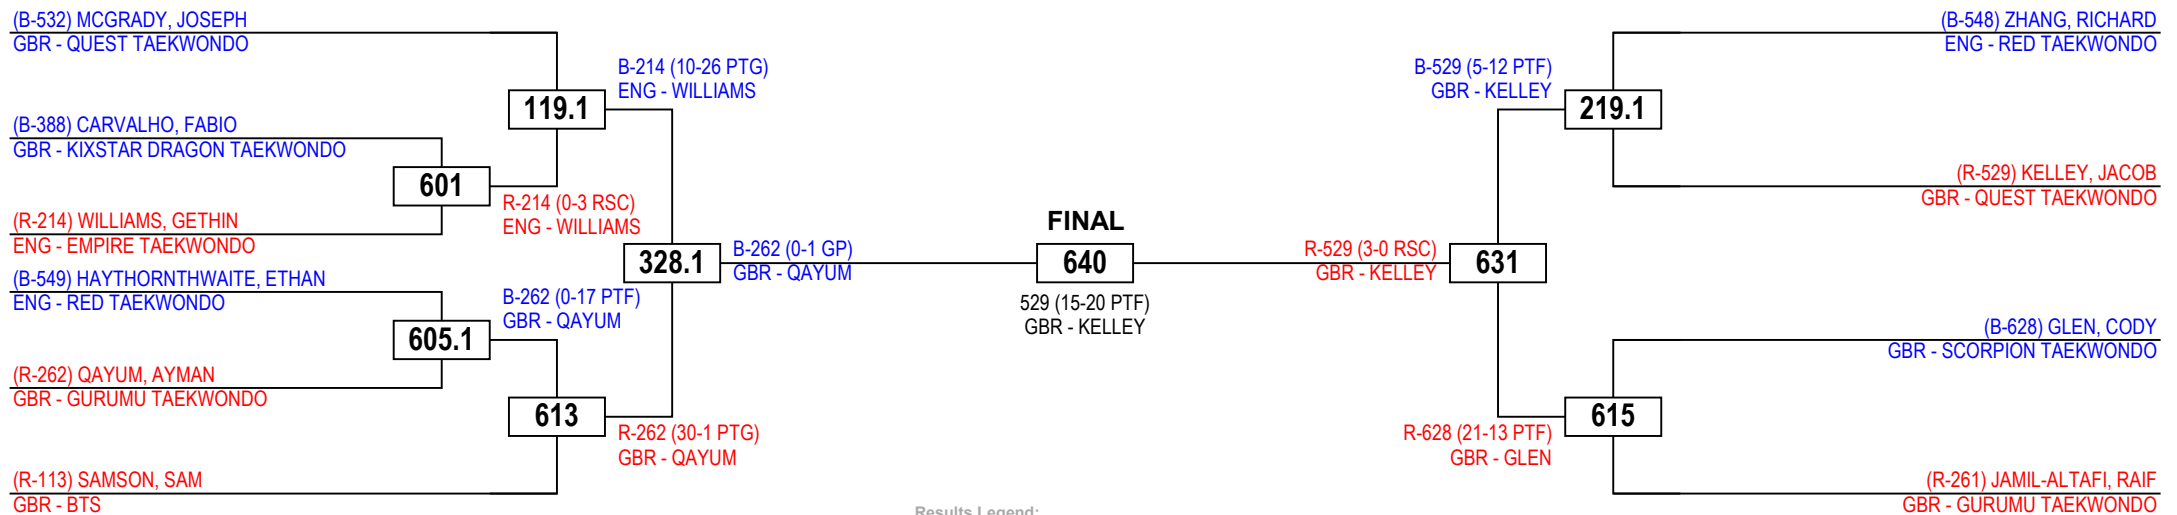 (B-532) MCGRADY, JOSEPH
GBR - QUEST TAEKWONDO
(B-388) CARVALHO, FABIO
GBR - KIXSTAR DRAGON TAEKWONDO
(R-214) WILLIAMS, GETHIN
ENG - EMPIRE TAEKWONDO
(B-549) HAYTHORNTHWAITE, ETHAN
ENG - RED TAEKWONDO
(R-262) QAYUM, AYMAN
GBR - GURUMU TAEKWONDO
(R-113) SAMSON, SAM
GBR - BTS
601
605.1
R-214 (0-3 RSC)
ENG - WILLIAMS
B-262 (0-17 PTF)
GBR - QAYUM
119.1
613
B-214 (10-26 PTG)
ENG - WILLIAMS
R-262 (30-1 PTG)
GBR - QAYUM
328.1
B-262 (0-1 GP)
GBR - QAYUM
FINAL
640
529 (15-20 PTF)
GBR - KELLEY
Results Legend:
R-529 (3-0 RSC)
GBR - KELLEY
631
B-529 (5-12 PTF)
GBR - KELLEY
R-628 (21-13 PTF)
GBR - GLEN
219.1
615
(B-548) ZHANG, RICHARD
ENG - RED TAEKWONDO
(R-529) KELLEY, JACOB
GBR - QUEST TAEKWONDO
(B-628) GLEN, CODY
GBR - SCORPION TAEKWONDO
(R-261) JAMIL-ALTAFI, RAIF
GBR - GURUMU TAEKWONDO